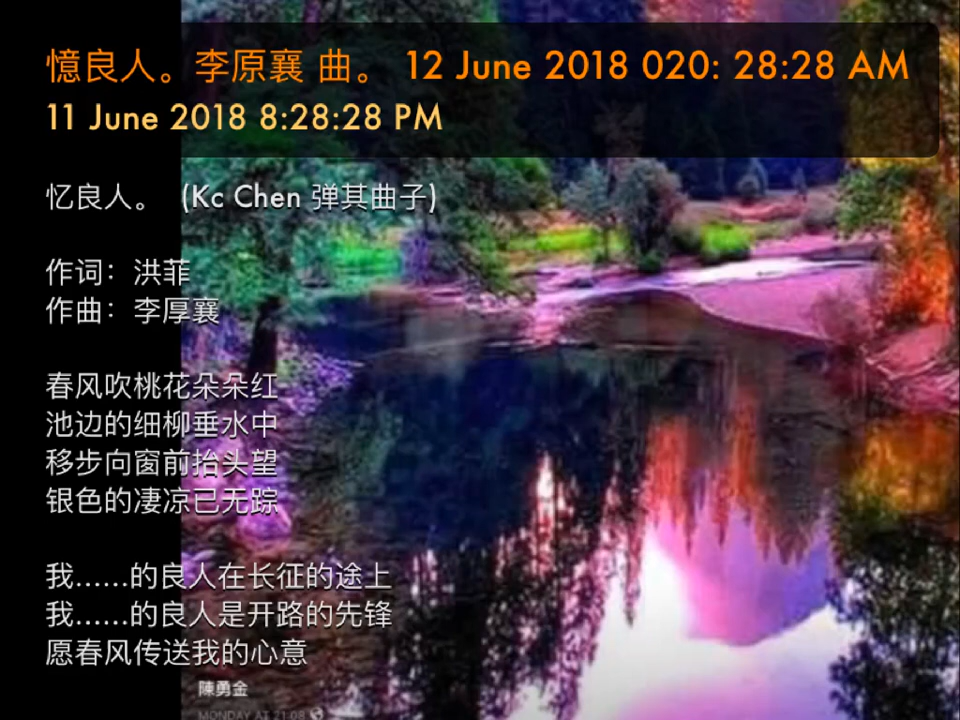 憶良人。李原襄 曲。 12 June 2018 020: 28:28 AM
11 June 2018 8:28:28 PM
忆良人。 (Kc Chen 弹其曲子)
作词：洪菲
作曲：李厚襄
春风吹桃花朵朵红
池边的细柳垂水中
移步向窗前抬头望
银色的凄凉已无踪
我……的良人在长征的途上
我……的良人是开路的先锋
愿春风传送我的心意
陳勇金
MONDAY AT 21:08